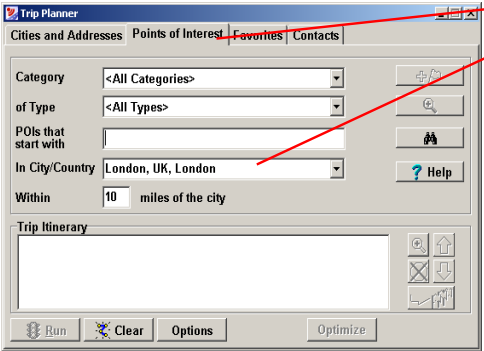 Trip Planner
Cities and Addresses Points of Interest Favorites Contacts
Category <All Categories>
of Type <All Types>
POIs that
start with
In City/Country London, UK, London
? Help
Within 10 miles of the city
Trip Itinerary
Run Clear Options Optimize